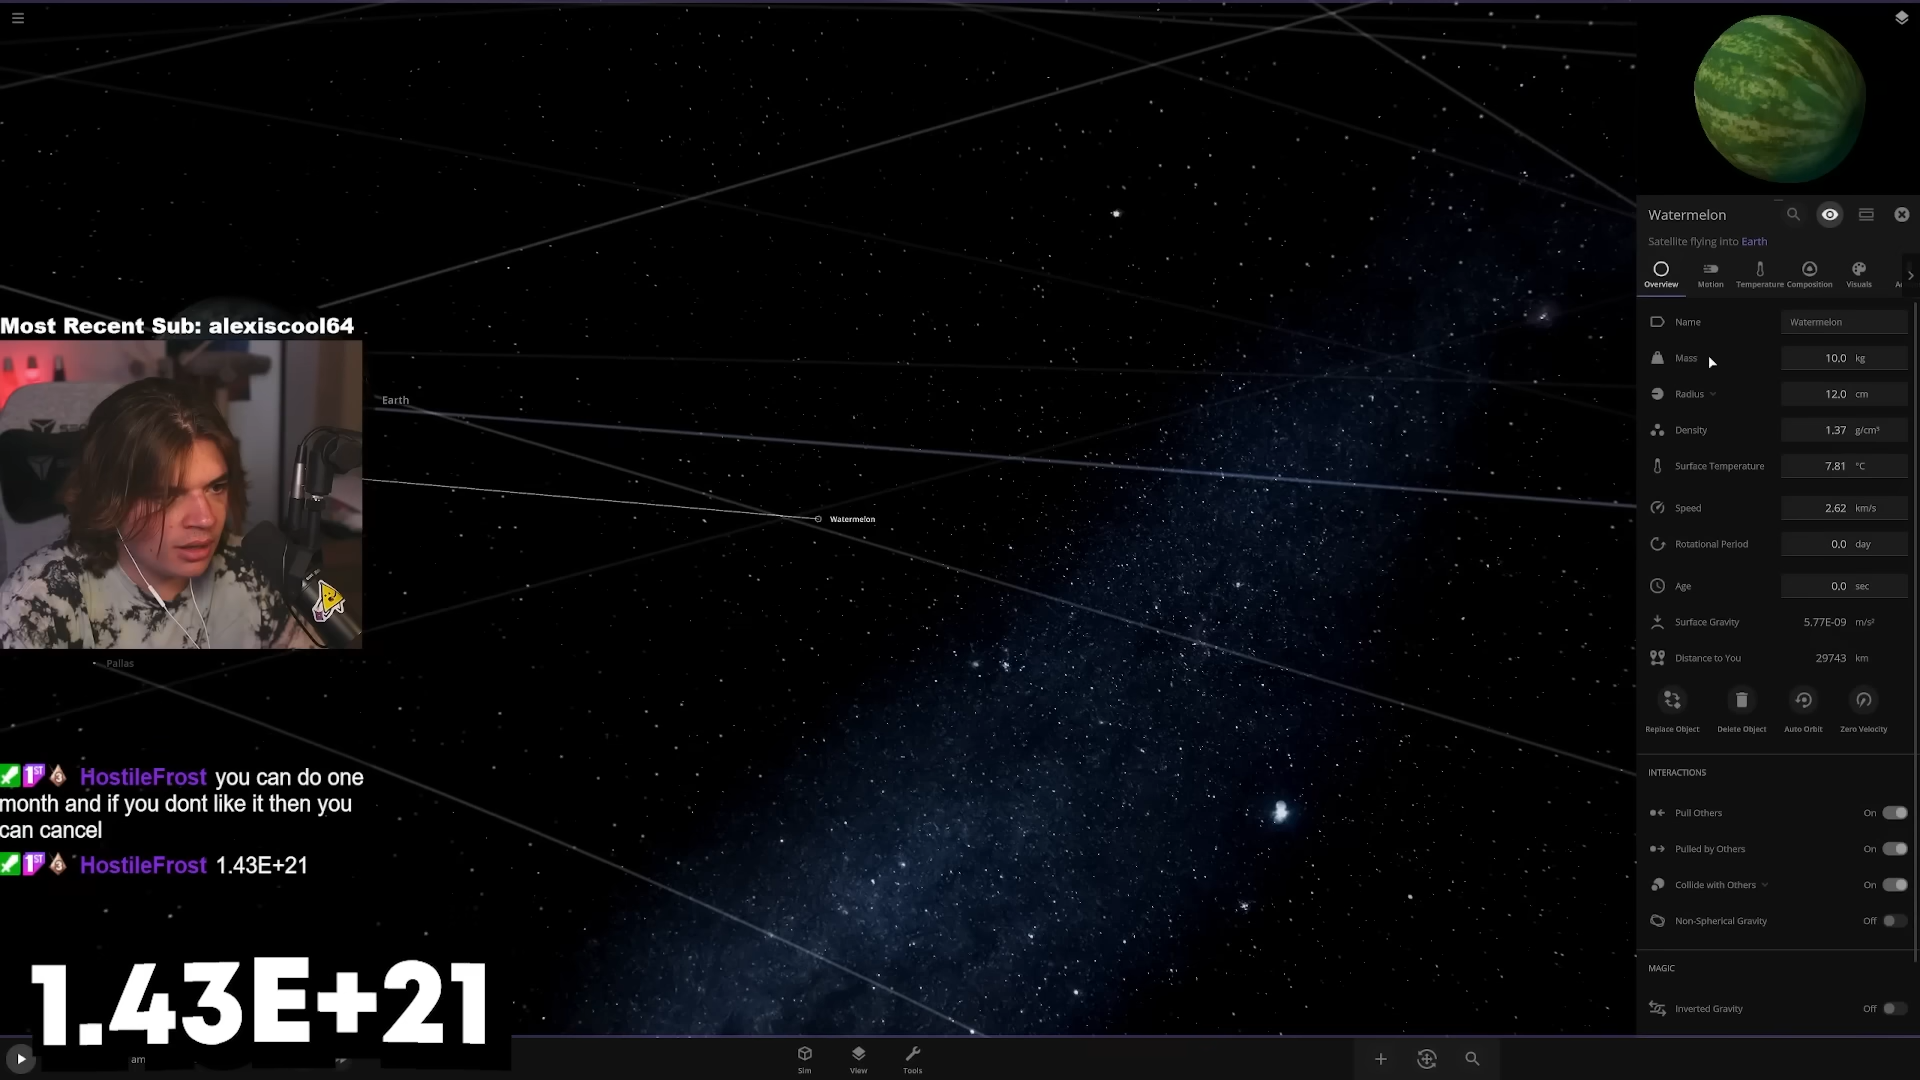 Watermelon
Satellite flying into Earth
Overview
Motion
Temperature
Composition
Visuals
Name
Watermelon
Mass
10.0 kg
Radius
12.0 cm
Density
1.37 g/cm³
Surface Temperature
7.81 °C
Speed
2.62 km/s
Rotational Period
0.0 day
Age
0.0 sec
Surface Gravity
5.77E-09 m/s²
Distance to You
29743 km
Replace Object
Delete Object
Auto Orbit
Zero Velocity
INTERACTIONS
Pull Others
On
Pulled by Others
On
Collide with Others
On
Non-Spherical Gravity
Off
MAGIC
Inverted Gravity
Off
Most Recent Sub: alexiscool64
Earth
Watermelon
Pallas
HostileFrost you can do one
month and if you dont like it then you
can cancel
HostileFrost 1.43E+21
1.43E+21
am
Sim
View
Tools